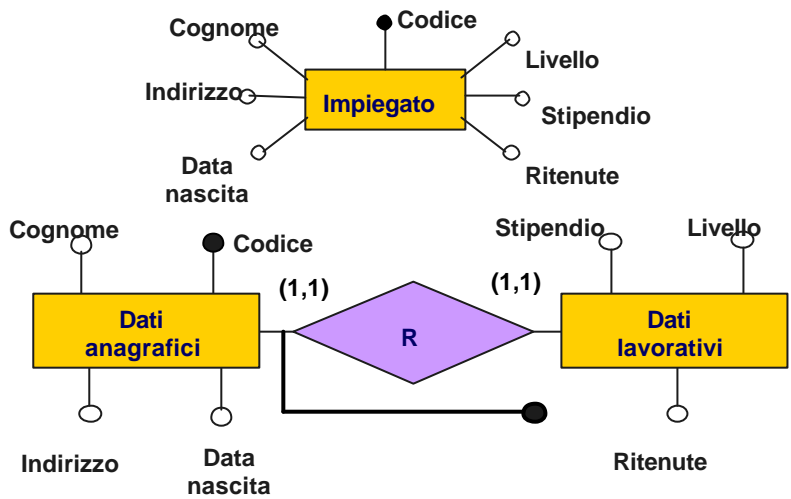 Codice
Cognome
Livello
Indirizzo
Impiegato
Stipendio
Data
nascita
Ritenute
Cognome
Codice
Stipendio
Livello
(1,1)
(1,1)
Dati
anagrafici
R
Dati
lavorativi
Indirizzo
Data
nascita
Ritenute